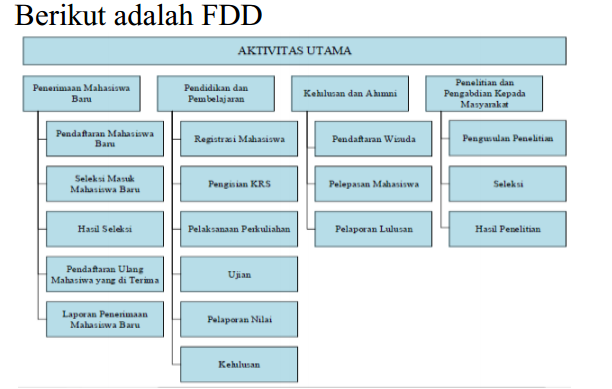 Berikut adalah FDD
AKTIVITAS UTAMA
Penerimaan Mahasiswa
Baru
Pendaftaran Mahasiswa
Baru
Seleksi Masuk
Mahasiswa Baru
Hasil Seleksi
Pendaftaran Ulang
Mahasiwa yang di Terima
Laporan Penerimaan
Mahasiswa Baru
Pendidikan dan
Pembelajaran
Registrasi Mahasiswa
Pengisian KRS
Pelaksanaan Perkuliahan
Ujian
Pelaporan Nilai
Kelulusan
Kelulusan dan Alumni
Pendaftaran Wisuda
Pelepasan Mahasiswa
Pelaporan Lulusan
Penelitian dan
Pengabdian Kepada
Masyarakat
Pengusulan Penelitian
Seleksi
Hasil Penelitian